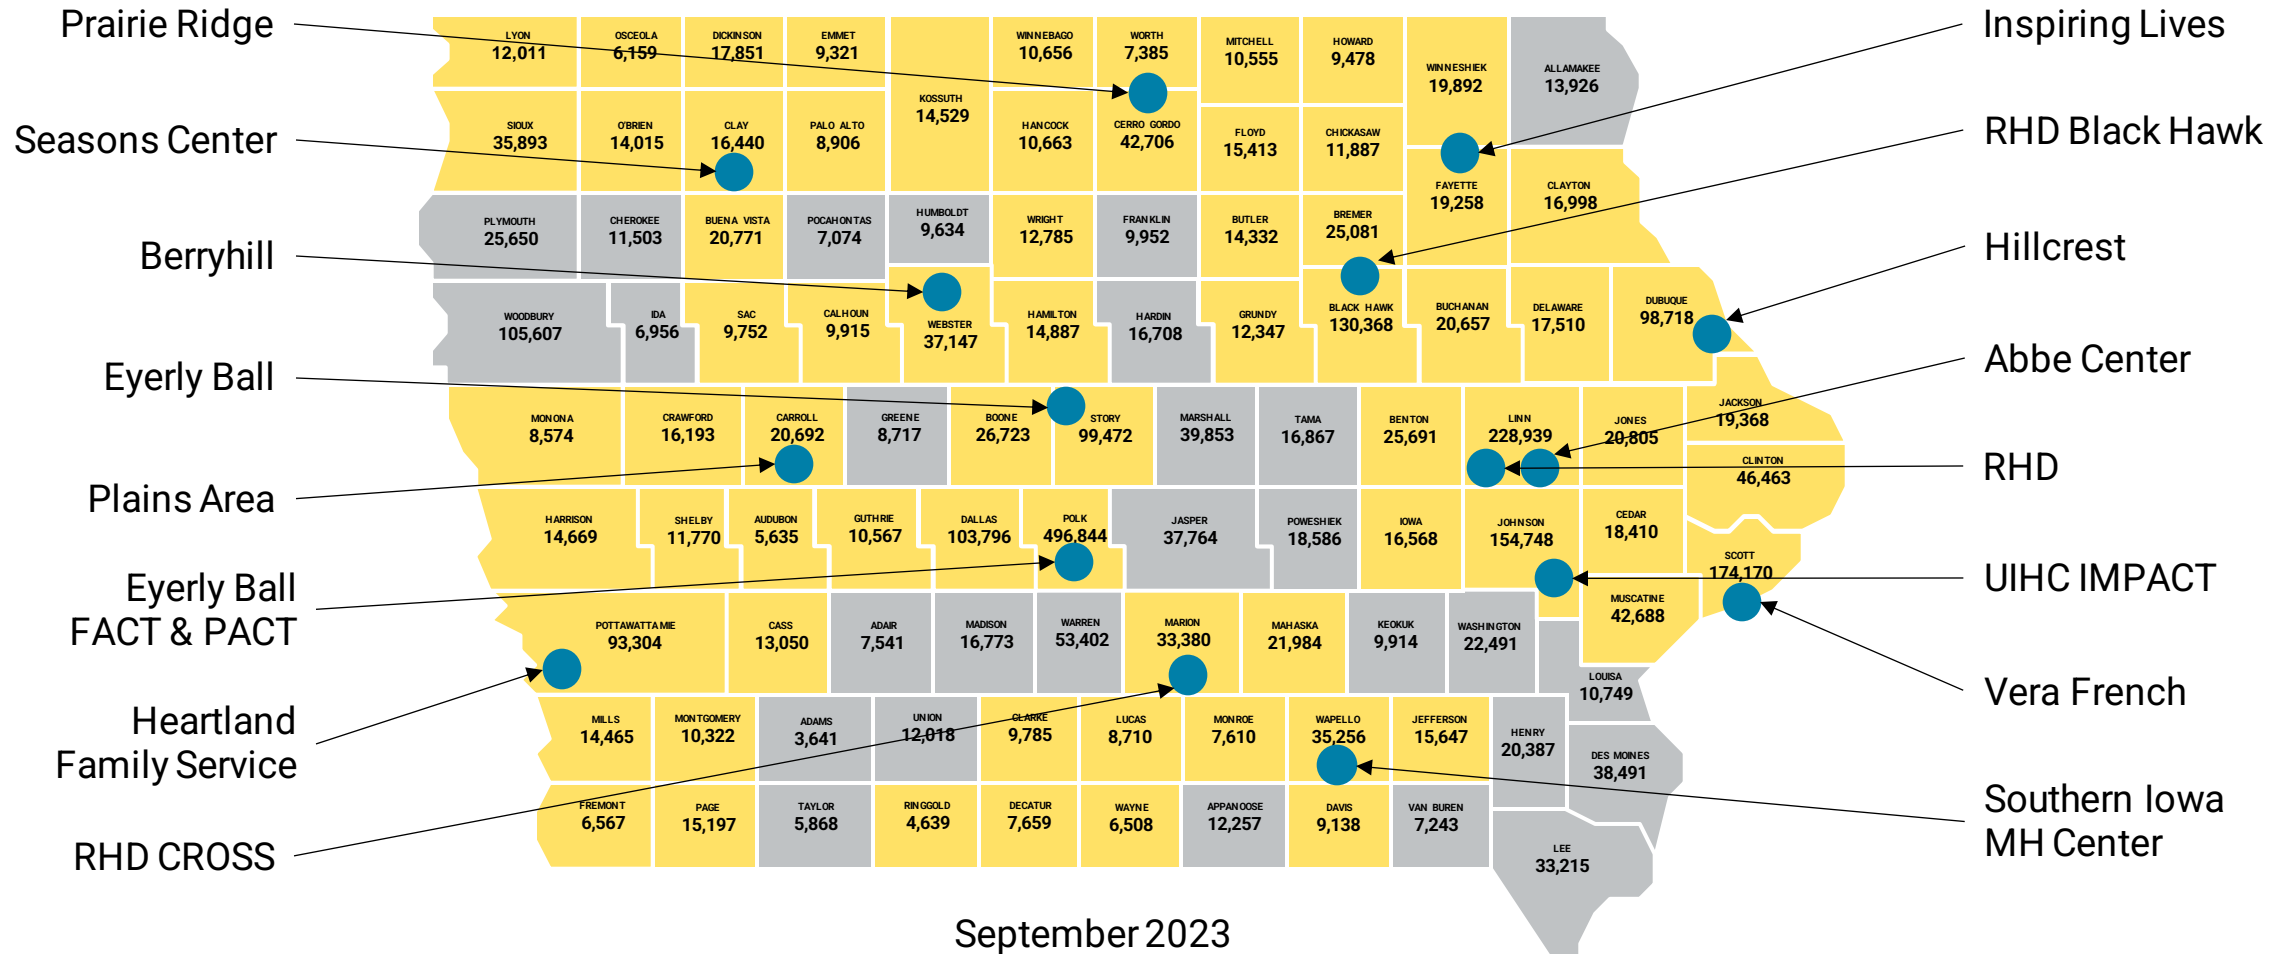 Prairie Ridge
Seasons Center
Berryhill
Eyerly Ball
Plains Area
Eyerly Ball
FACT & PACT
Heartland
Family Service
RHD CROSS
LYON
12,011
OSCEOLA
6,159
DICKINSON
17,851
EMMET
9,321
KOSSUTH
14,529
WINNEBAGO
10,656
WORTH
7,385
MITCHELL
10,555
HOWARD
9,478
WINNESHIEK
19,892
ALLAMAKEE
13,926
SIOUX
35,893
O'BRIEN
14,015
CLAY
16,440
PALO ALTO
8,906
HANCOCK
10,663
CERRO GORDO
42,706
FLOYD
15,413
CHICKASAW
11,887
FAYETTE
19,258
CLAYTON
16,998
PLYMOUTH
25,650
CHEROKEE
11,503
BUENA VISTA
20,771
POCAHONTAS
7,074
HUMBOLDT
9,634
WRIGHT
12,785
FRANKLIN
9,952
BUTLER
14,332
BREMER
25,081
WOODBURY
105,607
IDA
6,956
SAC
9,752
CALHOUN
9,915
WEBSTER
37,147
HAMILTON
14,887
HARDIN
16,708
GRUNDY
12,347
BLACK HAWK
130,368
BUCHANAN
20,657
DELAWARE
17,510
DUBUQUE
98,718
MONONA
8,574
CRAWFORD
16,193
CARROLL
20,692
GREENE
8,717
BOONE
26,723
STORY
99,472
MARSHALL
39,853
TAMA
16,867
BENTON
25,691
LINN
228,939
JONES
20,805
JACKSON
19,368
CLINTON
46,463
HARRISON
14,669
SHELBY
11,770
AUDUBON
5,635
GUTHRIE
10,567
DALLAS
103,796
POLK
496,844
JASPER
37,764
POWESHIEK
18,586
IOWA
16,568
JOHNSON
154,748
CEDAR
18,410
SCOTT
174,170
MUSCATINE
42,688
POTTAWATTAMIE
93,304
CASS
13,050
ADAIR
7,541
MADISON
16,773
WARREN
53,402
MARION
33,380
MAHASKA
21,984
KEOKUK
9,914
WASHINGTON
22,491
LOUISA
10,749
MILLS
14,465
MONTGOMERY
10,322
ADAMS
3,641
UNION
12,018
CLARKE
9,785
LUCAS
8,710
MONROE
7,610
WAPELLO
35,256
JEFFERSON
15,647
HENRY
20,387
DES MOINES
38,491
FREMONT
6,567
PAGE
15,197
TAYLOR
5,868
RINGGOLD
4,639
DECATUR
7,659
WAYNE
6,508
APPANOOSE
12,257
DAVIS
9,138
VAN BUREN
7,243
LEE
33,215
Inspiring Lives
RHD Black Hawk
Hillcrest
Abbe Center
RHD
UIHC IMPACT
Vera French
Southern Iowa
MH Center
September 2023